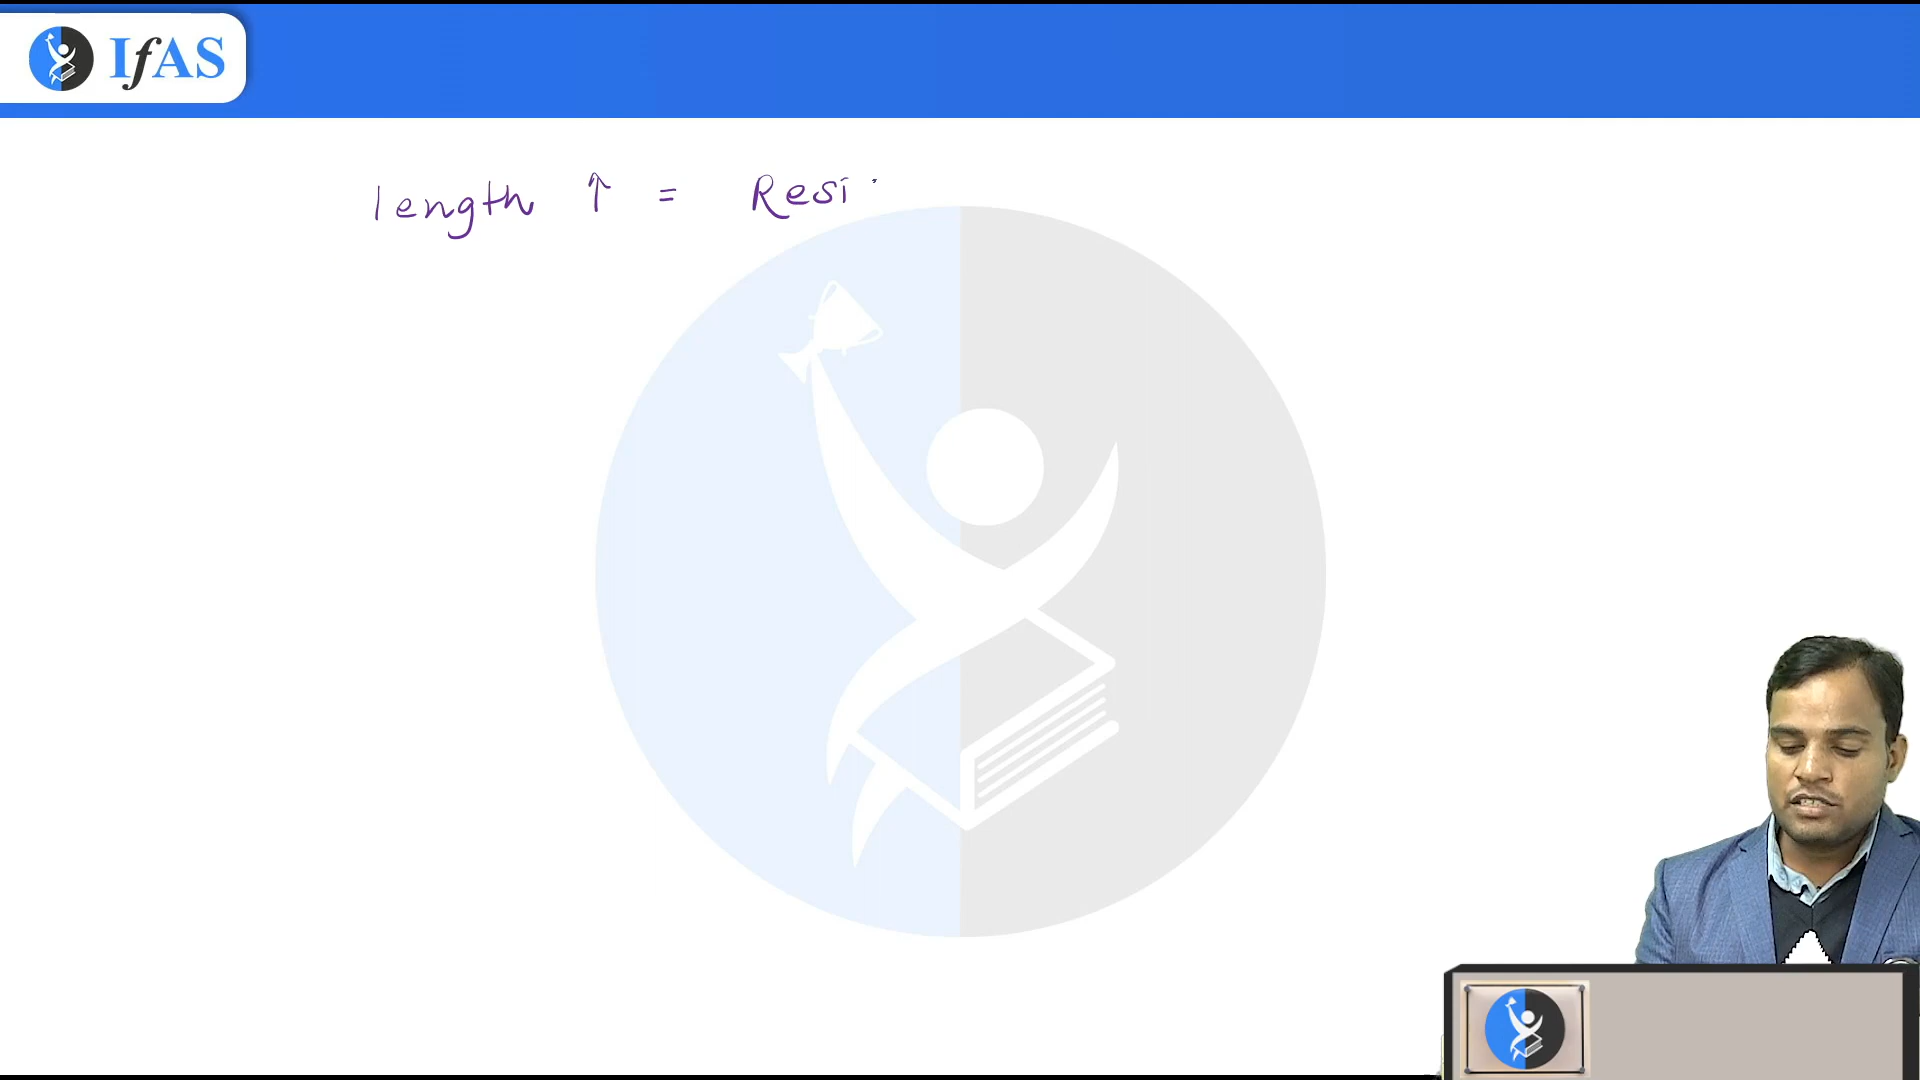 IfAS
length ↑ = Resi